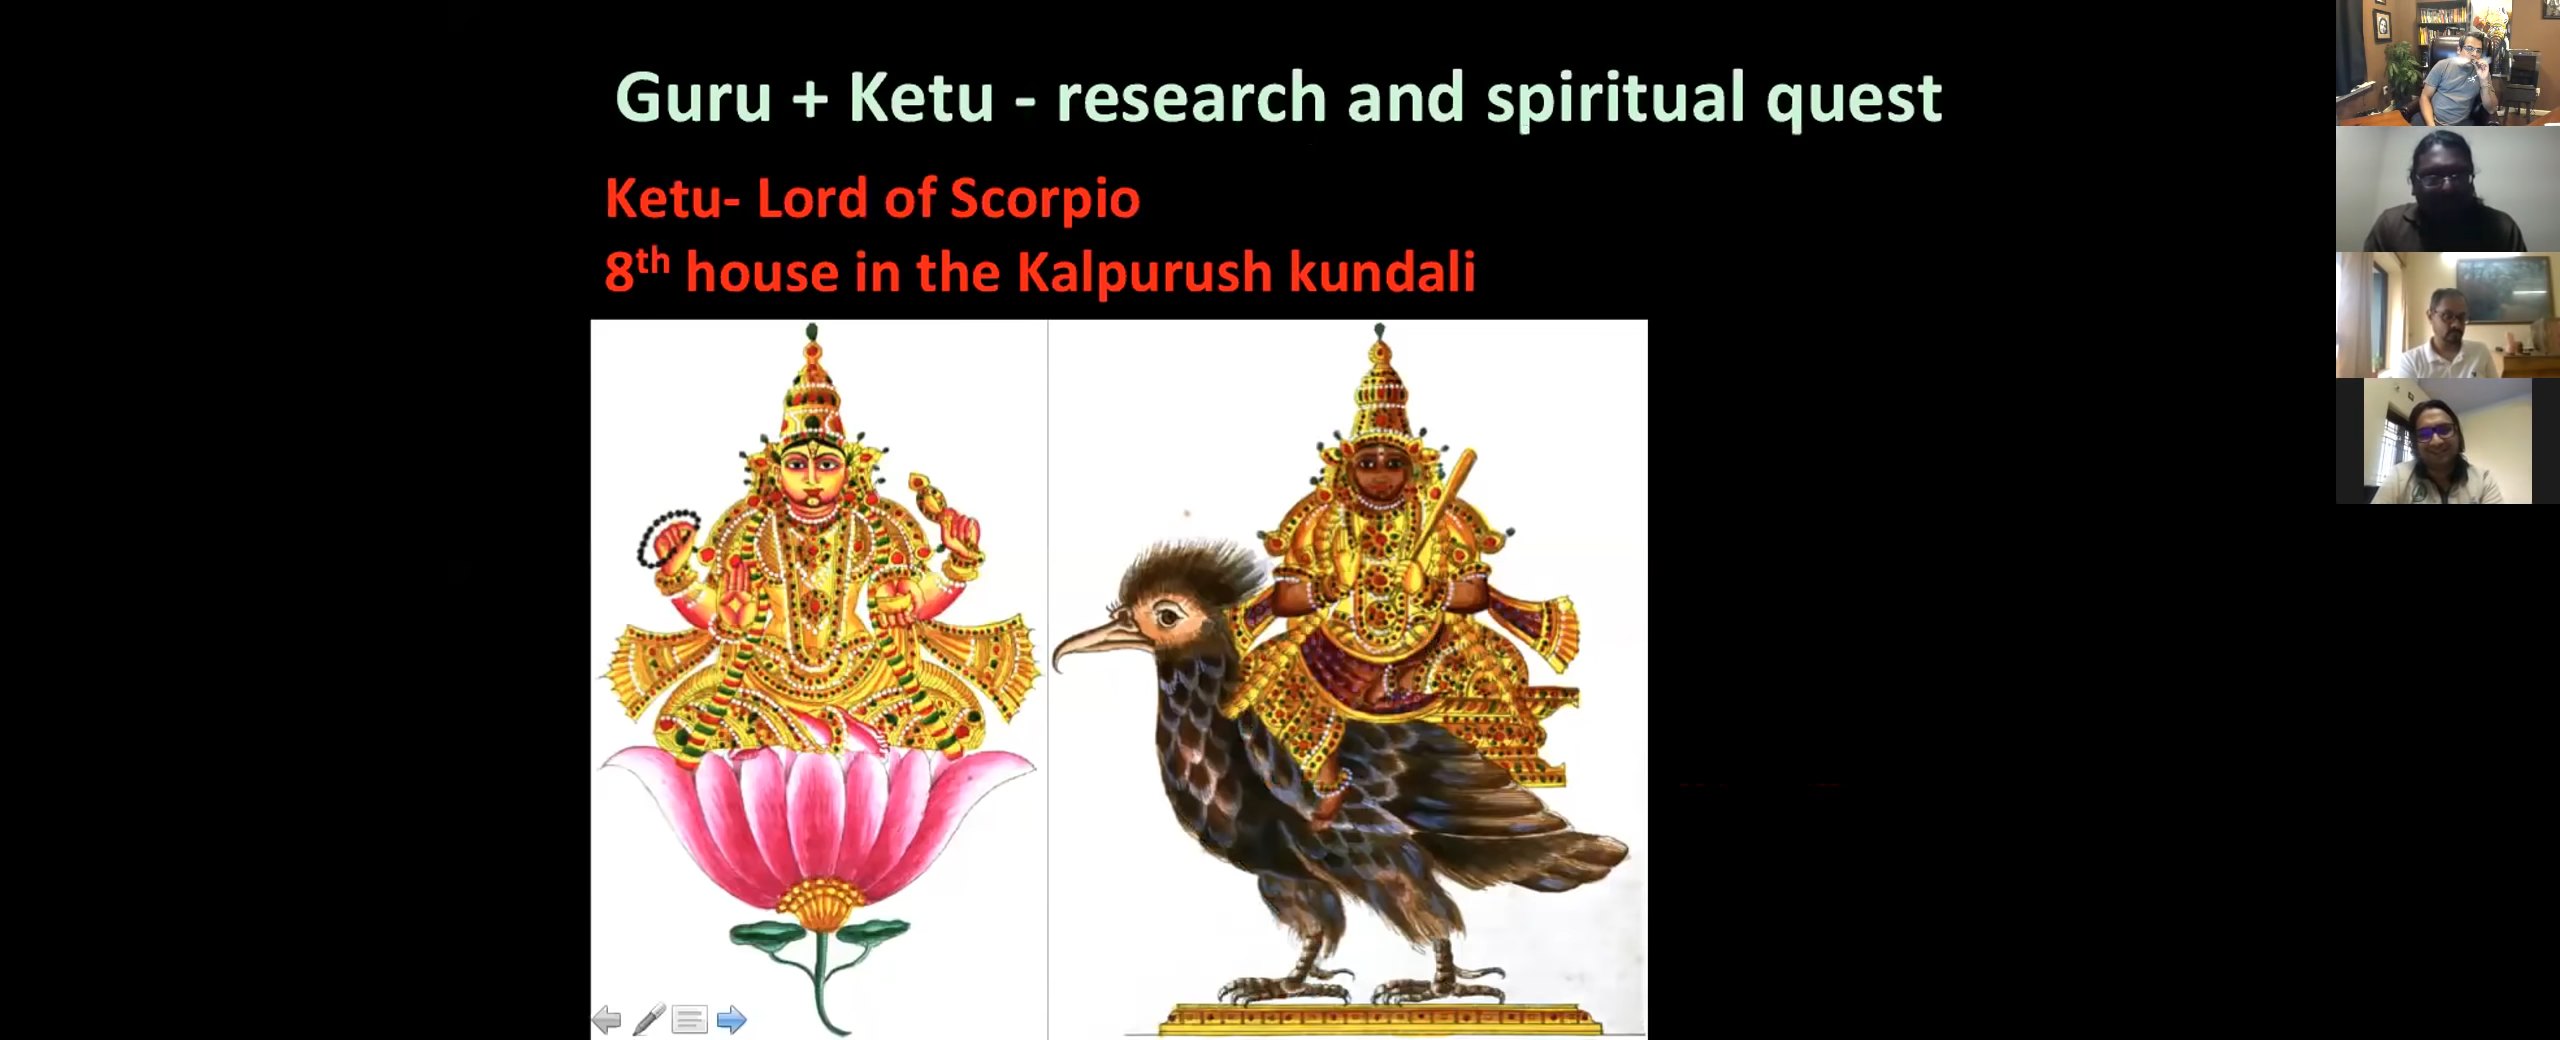 Guru + Ketu - research and spiritual quest
Ketu- Lord of Scorpio
8th house in the Kalpurush kundali